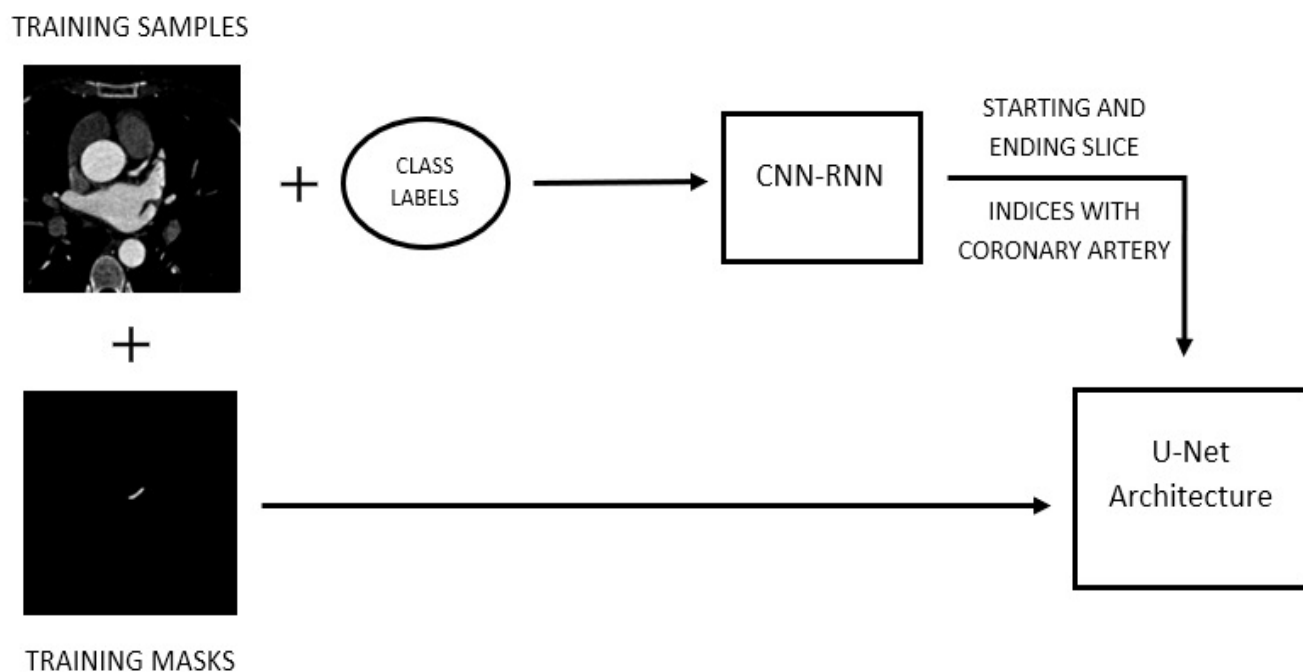 TRAINING SAMPLES
+
CLASS
LABELS
CNN-RNN
STARTING AND
ENDING SLICE
INDICES WITH
CORONARY ARTERY
+
U-Net
Architecture
TRAINING MASKS